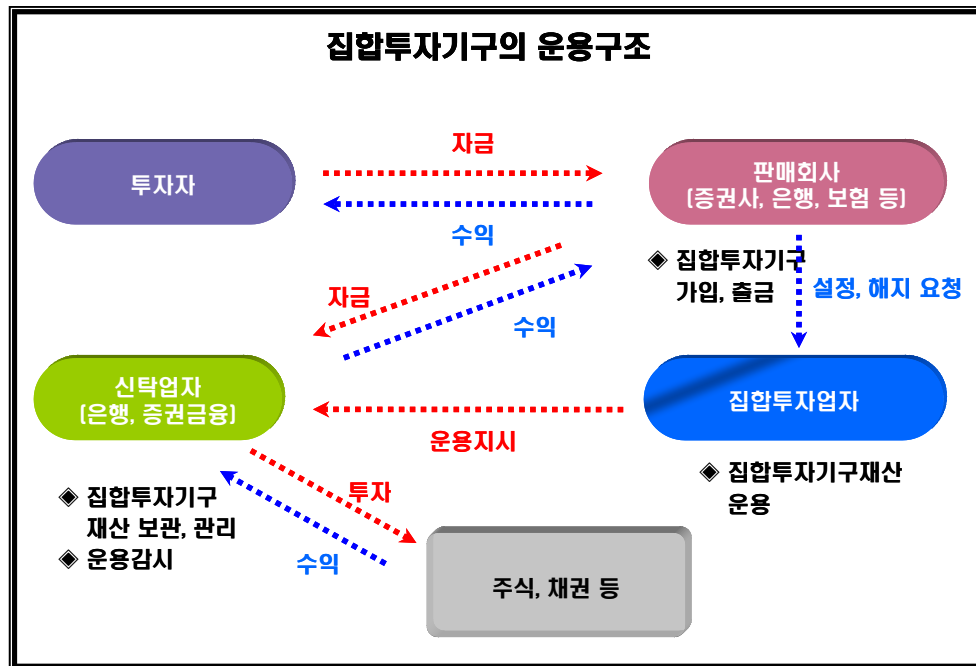 집합투자기구의 운용구조
자금
투자자
판매회사
(증권사, 은행, 보험 등)
수익
◈ 집합투자기구
가입, 출금
설정, 해지 요청
자금
수익
신탁업자
(은행, 증권금융)
집합투자업자
운용지시
◈ 집합투자기구재산
운용
투자
◈ 집합투자기구
재산 보관, 관리
◈ 운용감시
수익
주식, 채권 등